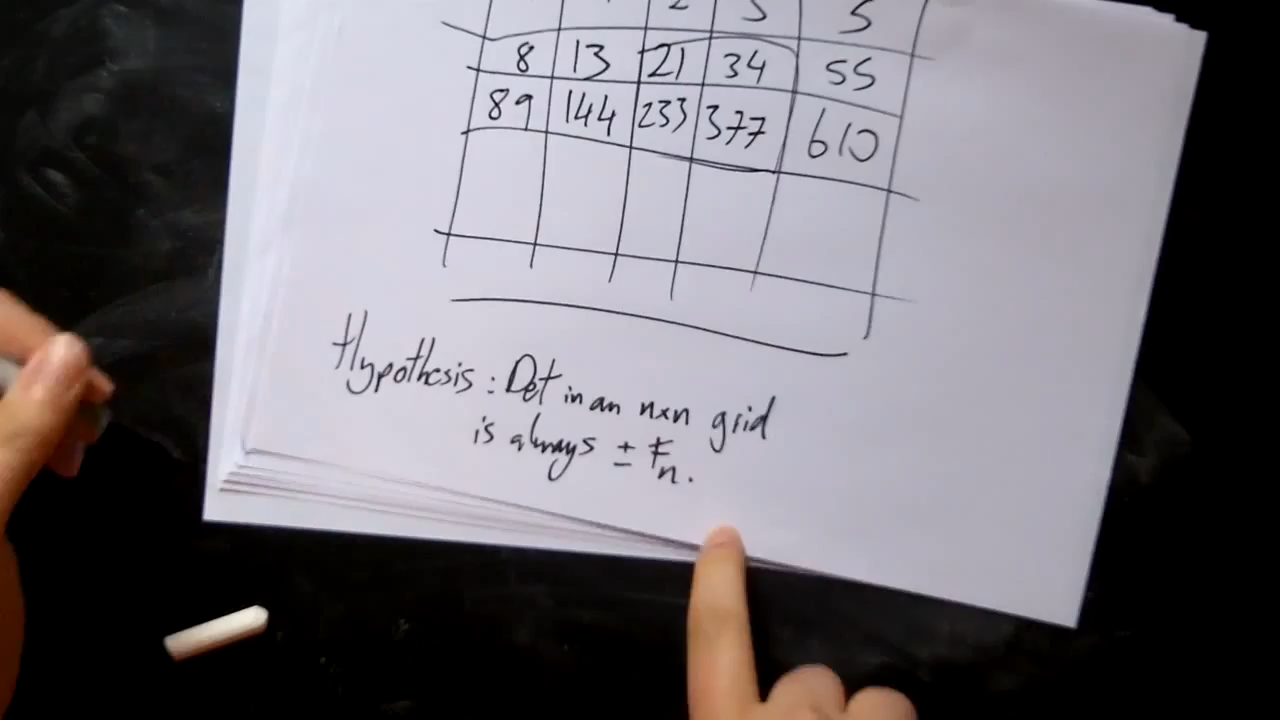 2 3 5
8 13 21 34 55
89 144 233 377 610
Hypothesis : Det in an n×n grid
is always ± Fn.